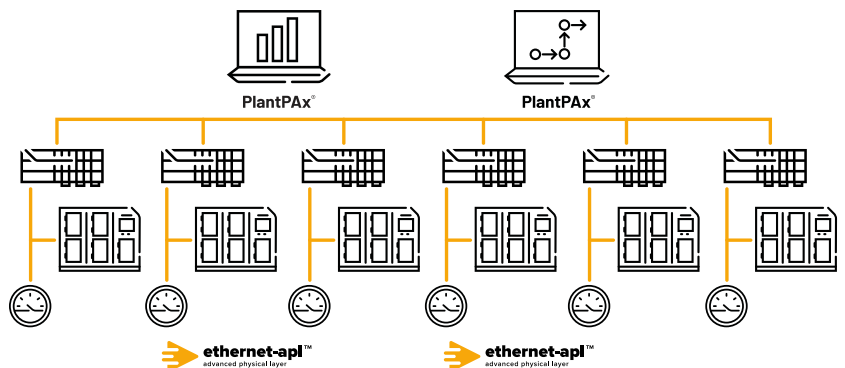 PlantPAx®
PlantPAx®
ethernet-apl™
advanced physical layer
ethernet-apl™
advanced physical layer